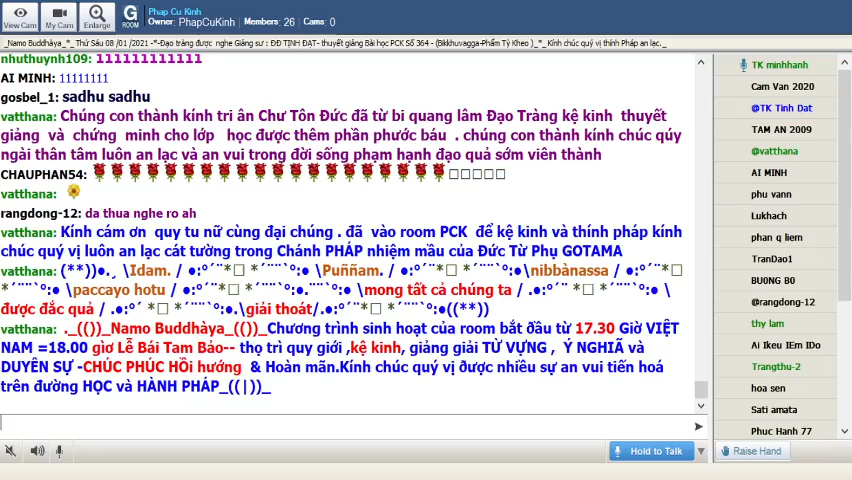 View Cam
My Cam
Enlarge
G
ROOM
Phap Cu Kinh
Owner: PhapCuKinh Members: 26 Cams: 0
_Namo Buddhàya_*_ Thứ Sáu 08 /01 /2021 -*-Đạo tràng được nghe Giảng sư : ĐĐ TỊNH ĐẠT- thuyết giảng Bài học PCK Số 364 - (Bikkhuvagga-Phẩm Tỳ Kheo )_*_ Kính chúc quý vị thính Pháp an lạc._
nhuthuynh109: 111111111111
AI MINH: 11111111
gosbel_1: sadhu sadhu
vatthana: Chúng con thành kính tri ân Chư Tôn Đức đã từ bi quang lâm Đạo Tràng kệ kinh thuyết
giảng và chứng minh cho lớp học được thêm phần phước báu . chúng con thành kính chúc qúy
ngài thân tâm luôn an lạc và an vui trong đời sống phạm hạnh đạo quả sớm viên thành
CHAUPHAN54: 🌹🌹🌹🌹🌹🌹🌹🌹🌹🌹🌹🌹🌹🌹🌹🌹🌹🌹🌹🌹□□□□□
vatthana:
rangdong-12: da thua nghe ro ah
vatthana: Kính cám ơn quy tu nữ cùng đại chúng . đã vào room PCK để kệ kinh và thính pháp kính
chúc quý vị luôn an lạc cát tường trong Chánh PHÁP nhiệm mầu của Đức Từ Phụ GOTAMA
vatthana: (**))●.¸ \Idam. / ●:º´¨*□ *´¨¨`º:● \Puññam. / ●:º´¨*□ *´¨¨`º:●\nibbànassa / ●:º´¨*□
*´¨¨`º:● \paccayo hotu / ●:º´¨*□ *´¨¨`º:●¨\mong tất cả chúng ta / .●:º´¨ *□ *´¨¨`º:● \
được đắc quả / .●:º´ *□ *´¨¨`º:●.\giải thoát/.●:º´¨*□ *´¨¨`º:●((**))
vatthana: ._(())_Namo Buddhàya_(())_Chương trình sinh hoạt của room bắt đầu từ 17.30 Giờ VIỆT
NAM =18.00 giơ Lễ Bái Tam Bảo-- thọ trì quy giới ,kệ kinh, giảng giải TỪ VỰNG , Ý NGHIÃ và
DUYÊN SỰ -CHÚC PHÚC HỒi hướng & Hoàn mãn.Kính chúc quý vị được nhiều sự an vui tiến hoá
trên đường HỌC và HÀNH PHÁP_((|))_
TK minhhanh
Cam Van 2020
@TK Tinh Dat
TAM AN 2009
@vatthana
AI MINH
phu vann
Lukhach
phan q liem
TranDao1
BU0NG B0
@rangdong-12
thy lam
Ai Ikeu IEm IDo
Trangthu-2
hoa sen
Sati amata
Phuc Hanh 77
Hold to Talk
Raise Hand